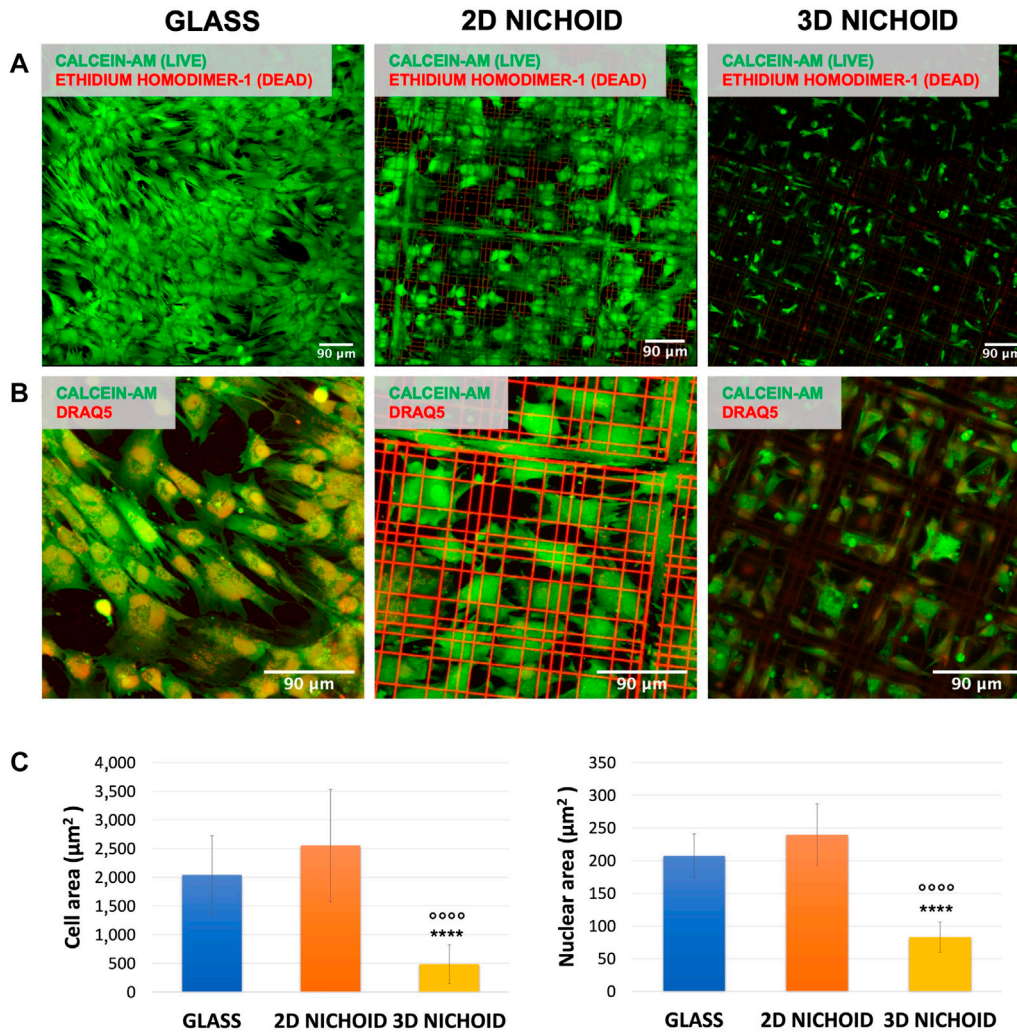 GLASS
2D NICHOID
3D NICHOID
A
CALCEIN-AM (LIVE)
ETHIDIUM HOMODIMER-1 (DEAD)
90 µm
CALCEIN-AM (LIVE)
ETHIDIUM HOMODIMER-1 (DEAD)
90 µm
CALCEIN-AM (LIVE)
ETHIDIUM HOMODIMER-1 (DEAD)
90 µm
B
CALCEIN-AM
DRAQ5
90 µm
CALCEIN-AM
DRAQ5
90 µm
CALCEIN-AM
DRAQ5
90 µm
C
Cell area (µm²)
4,000
3,500
3,000
2,500
2,000
1,500
1,000
500
0
°°°°
****
GLASS
2D NICHOID
3D NICHOID
Nuclear area (µm²)
350
300
250
200
150
100
50
0
°°°°
****
GLASS
2D NICHOID
3D NICHOID